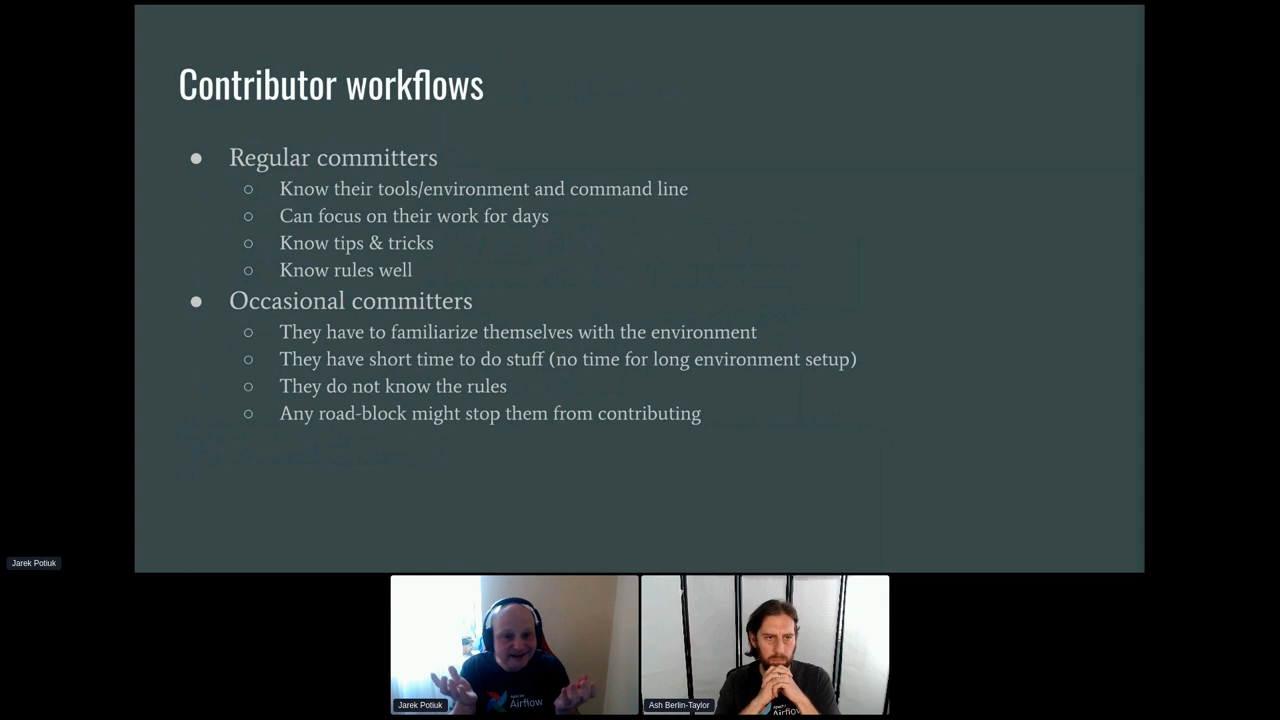 Contributor workflows
● Regular committers
○ Know their tools/environment and command line
○ Can focus on their work for days
○ Know tips & tricks
○ Know rules well
● Occasional committers
○ They have to familiarize themselves with the environment
○ They have short time to do stuff (no time for long environment setup)
○ They do not know the rules
○ Any road-block might stop them from contributing
Jarek Potiuk
Apache
Airflow
Jarek Potiuk
Ash Berlin-Taylor
Airflow